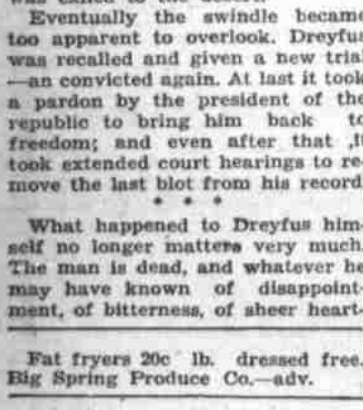 Eventually the swindle became
too apparent to overlook. Dreyfus
was recalled and given a new trial
—an convicted again. At last it took
a pardon by the president of the
republic to bring him back to
freedom; and even after that ,it
took extended court hearings to re-
move the last blot from his record.
* * *
What happened to Dreyfus him-
self no longer matters very much.
The man is dead, and whatever he
may have known of disappoint-
ment, of bitterness, of sheer heart-
Fat fryers 20c lb. dressed free.
Big Spring Produce Co.—adv.